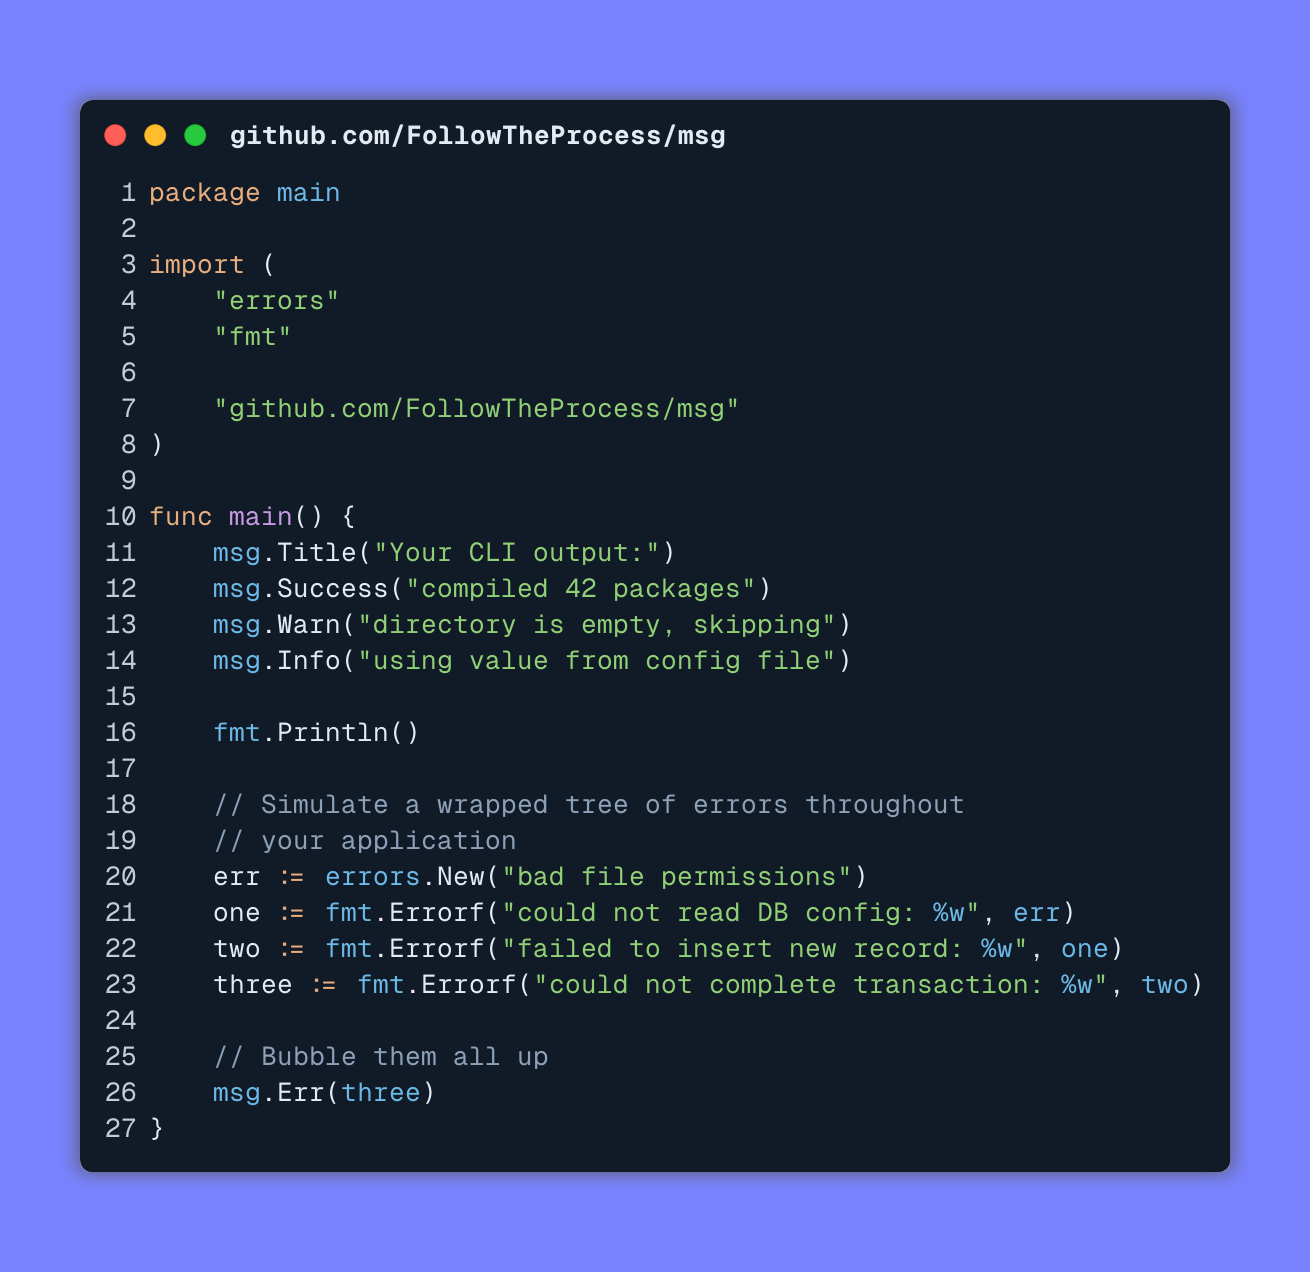 github.com/FollowTheProcess/msg
1 package main
2
3 import (
4     "errors"
5     "fmt"
6
7     "github.com/FollowTheProcess/msg"
8 )
9
10 func main() {
11     msg.Title("Your CLI output:")
12     msg.Success("compiled 42 packages")
13     msg.Warn("directory is empty, skipping")
14     msg.Info("using value from config file")
15
16     fmt.Println()
17
18     // Simulate a wrapped tree of errors throughout
19     // your application
20     err := errors.New("bad file permissions")
21     one := fmt.Errorf("could not read DB config: %w", err)
22     two := fmt.Errorf("failed to insert new record: %w", one)
23     three := fmt.Errorf("could not complete transaction: %w", two)
24
25     // Bubble them all up
26     msg.Err(three)
27 }